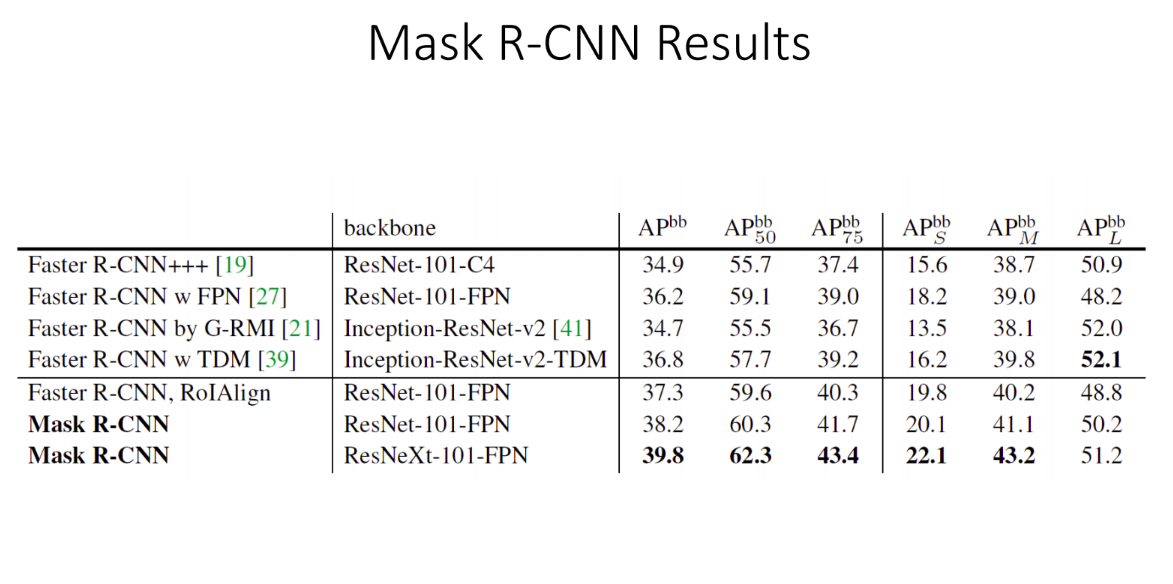 Mask R-CNN Results
backbone AP^bb AP^bb_50 AP^bb_75 AP^bb_S AP^bb_M AP^bb_L
Faster R-CNN+++ [19] ResNet-101-C4 34.9 55.7 37.4 15.6 38.7 50.9
Faster R-CNN w FPN [27] ResNet-101-FPN 36.2 59.1 39.0 18.2 39.0 48.2
Faster R-CNN by G-RMI [21] Inception-ResNet-v2 [41] 34.7 55.5 36.7 13.5 38.1 52.0
Faster R-CNN w TDM [39] Inception-ResNet-v2-TDM 36.8 57.7 39.2 16.2 39.8 52.1
Faster R-CNN, RoIAlign ResNet-101-FPN 37.3 59.6 40.3 19.8 40.2 48.8
Mask R-CNN ResNet-101-FPN 38.2 60.3 41.7 20.1 41.1 50.2
Mask R-CNN ResNeXt-101-FPN 39.8 62.3 43.4 22.1 43.2 51.2